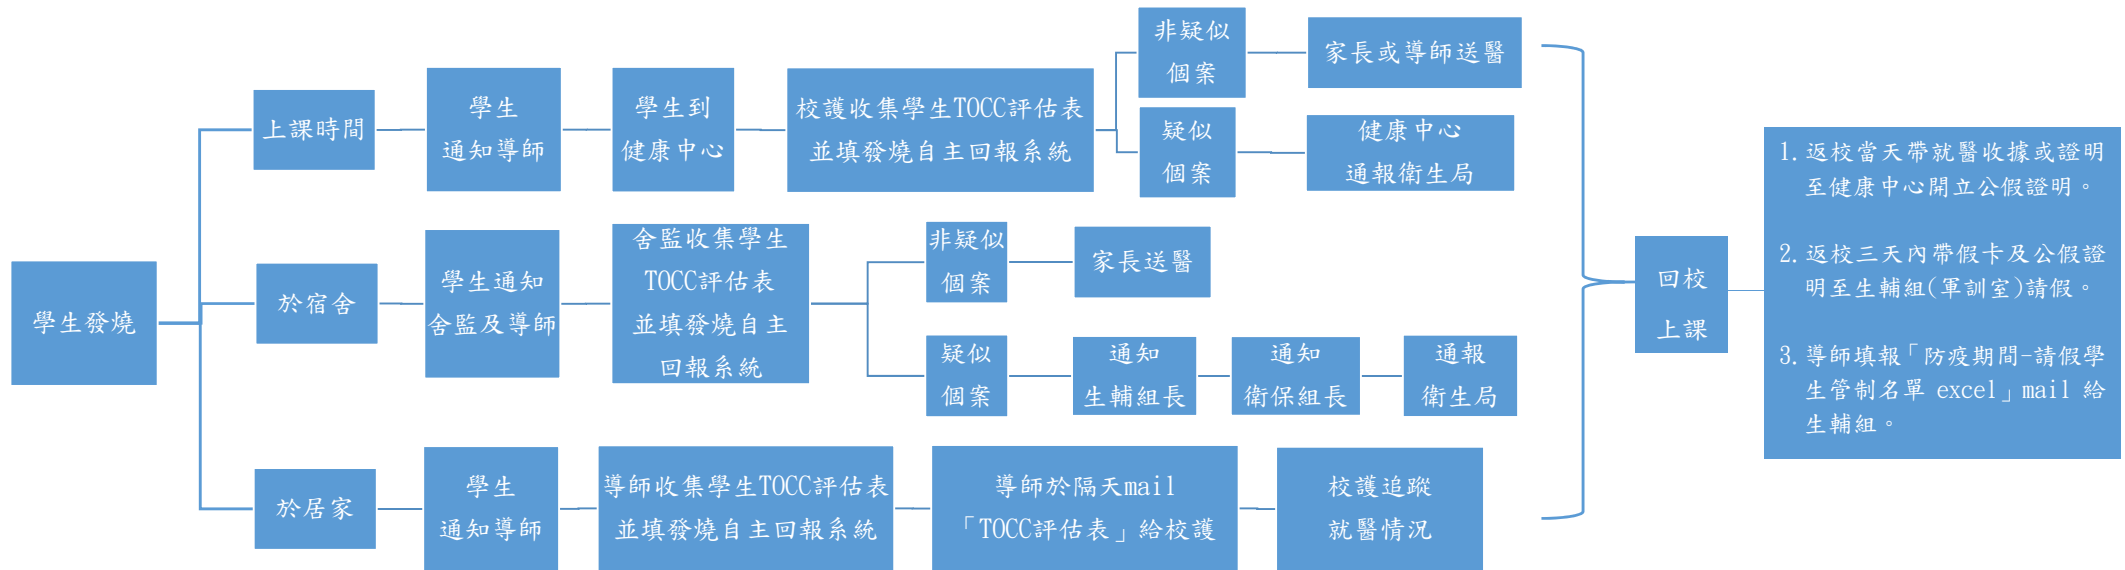 學生發燒
上課時間
學生
通知導師
學生到
健康中心
校護收集學生TOCC評估表
並填發燒自主回報系統
非疑似
個案
家長或導師送醫
疑似
個案
健康中心
通報衛生局
於宿舍
學生通知
舍監及導師
舍監收集學生
TOCC評估表
並填發燒自主
回報系統
非疑似
個案
家長送醫
疑似
個案
通知
生輔組長
通知
衛保組長
通報
衛生局
於居家
學生
通知導師
導師收集學生TOCC評估表
並填發燒自主回報系統
導師於隔天mail
「TOCC評估表」給校護
校護追蹤
就醫情況
回校
上課
1.返校當天帶就醫收據或證明
至健康中心開立公假證明。
2.返校三天內帶假卡及公假證
明至生輔組(軍訓室)請假。
3.導師填報「防疫期間-請假學
生管制名單 excel」mail 給
生輔組。